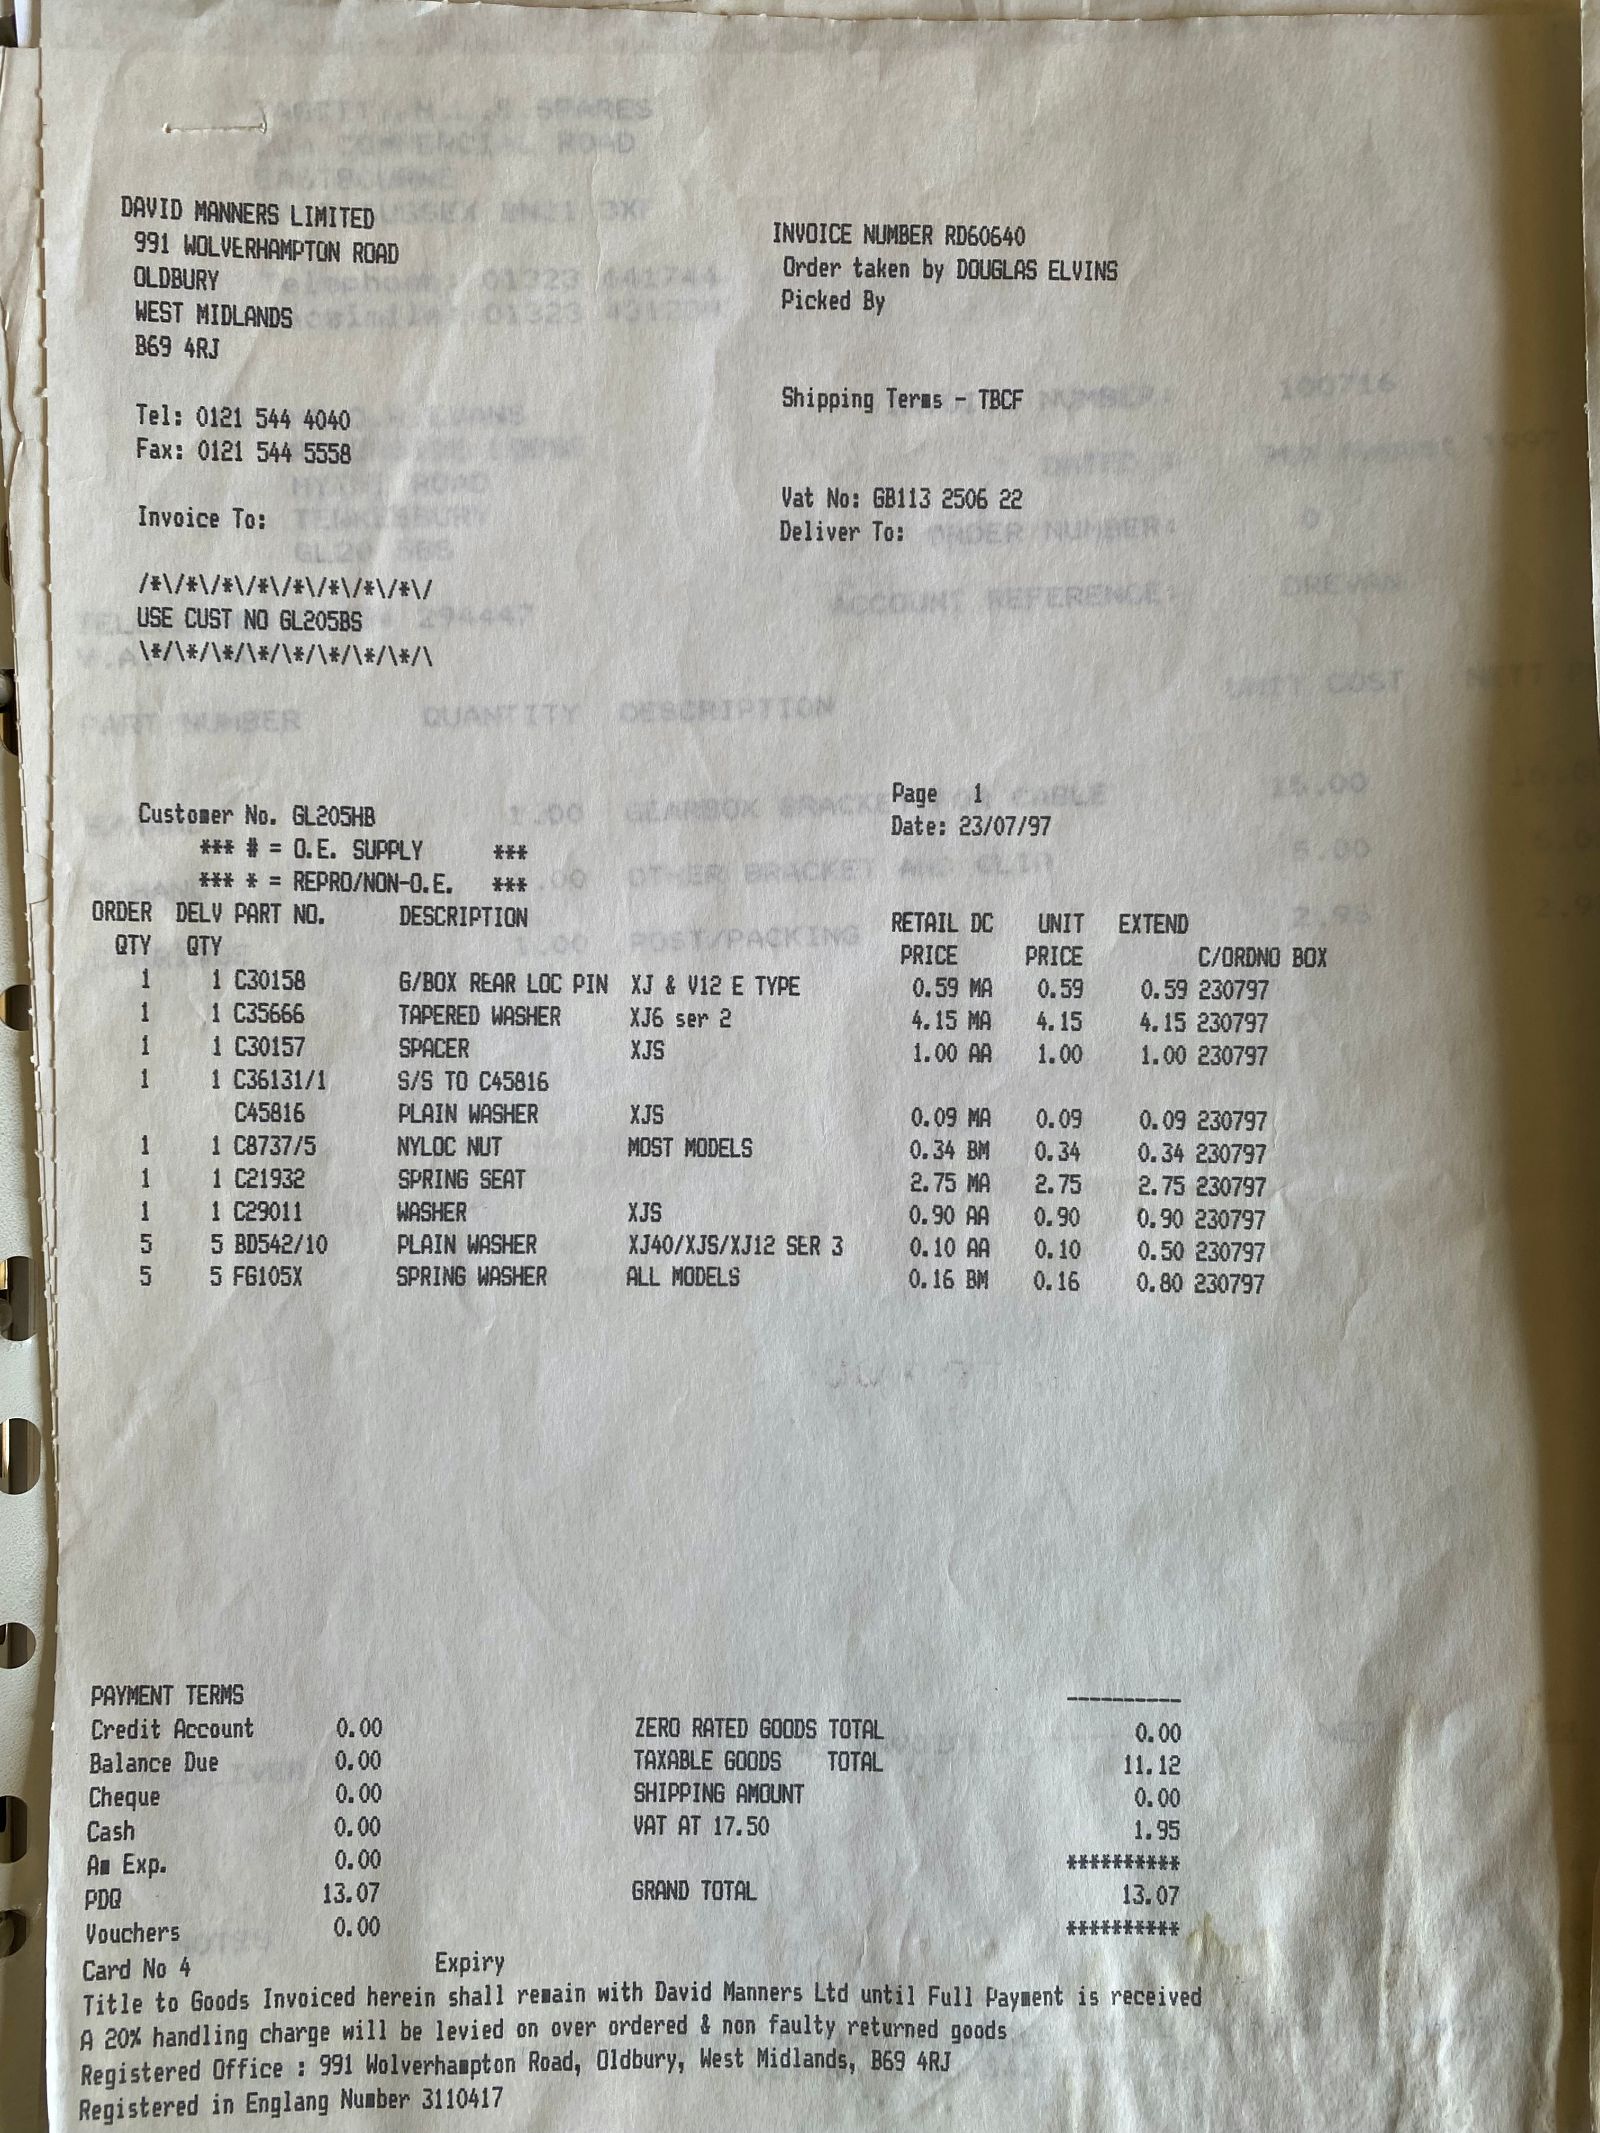 DAVID MANNERS LIMITED
991 WOLVERHAMPTON ROAD
OLDBURY
WEST MIDLANDS
B69 4RJ
Tel: 0121 544 4040
Fax: 0121 544 5558
Invoice To:
/*\/*\/*\/*\/*\/*\/*\/*\/
USE CUST NO GL205BS
\*/\*/\*/\*/\*/\*/\*/\*/\
INVOICE NUMBER RD60640
Order taken by DOUGLAS ELVINS
Picked By
Shipping Terms - TBCF
Vat No: GB113 2506 22
Deliver To:
Customer No. GL205HB
*** # = O.E. SUPPLY ***
*** * = REPRO/NON-O.E. ***
Page 1
Date: 23/07/97
ORDER DELV PART NO. DESCRIPTION RETAIL DC UNIT EXTEND
QTY QTY PRICE PRICE C/ORDNO BOX
1 1 C30158 G/BOX REAR LOC PIN XJ & V12 E TYPE 0.59 MA 0.59 0.59 230797
1 1 C35666 TAPERED WASHER XJ6 ser 2 4.15 MA 4.15 4.15 230797
1 1 C30157 SPACER XJS 1.00 AA 1.00 1.00 230797
1 1 C36131/1 S/S TO C45816
C45816 PLAIN WASHER XJS 0.09 MA 0.09 0.09 230797
1 1 C8737/5 NYLOC NUT MOST MODELS 0.34 BM 0.34 0.34 230797
1 1 C21932 SPRING SEAT 2.75 MA 2.75 2.75 230797
1 1 C29011 WASHER XJS 0.90 AA 0.90 0.90 230797
5 5 BD542/10 PLAIN WASHER XJ40/XJS/XJ12 SER 3 0.10 AA 0.10 0.50 230797
5 5 FG105X SPRING WASHER ALL MODELS 0.16 BM 0.16 0.80 230797
PAYMENT TERMS ----------
Credit Account 0.00 ZERO RATED GOODS TOTAL 0.00
Balance Due 0.00 TAXABLE GOODS TOTAL 11.12
Cheque 0.00 SHIPPING AMOUNT 0.00
Cash 0.00 VAT AT 17.50 1.95
Am Exp. 0.00 **********
PDQ 13.07 GRAND TOTAL 13.07
Vouchers 0.00 **********
Card No 4 Expiry
Title to Goods Invoiced herein shall remain with David Manners Ltd until Full Payment is received
A 20% handling charge will be levied on over ordered & non faulty returned goods
Registered Office : 991 Wolverhampton Road, Oldbury, West Midlands, B69 4RJ
Registered in Englang Number 3110417